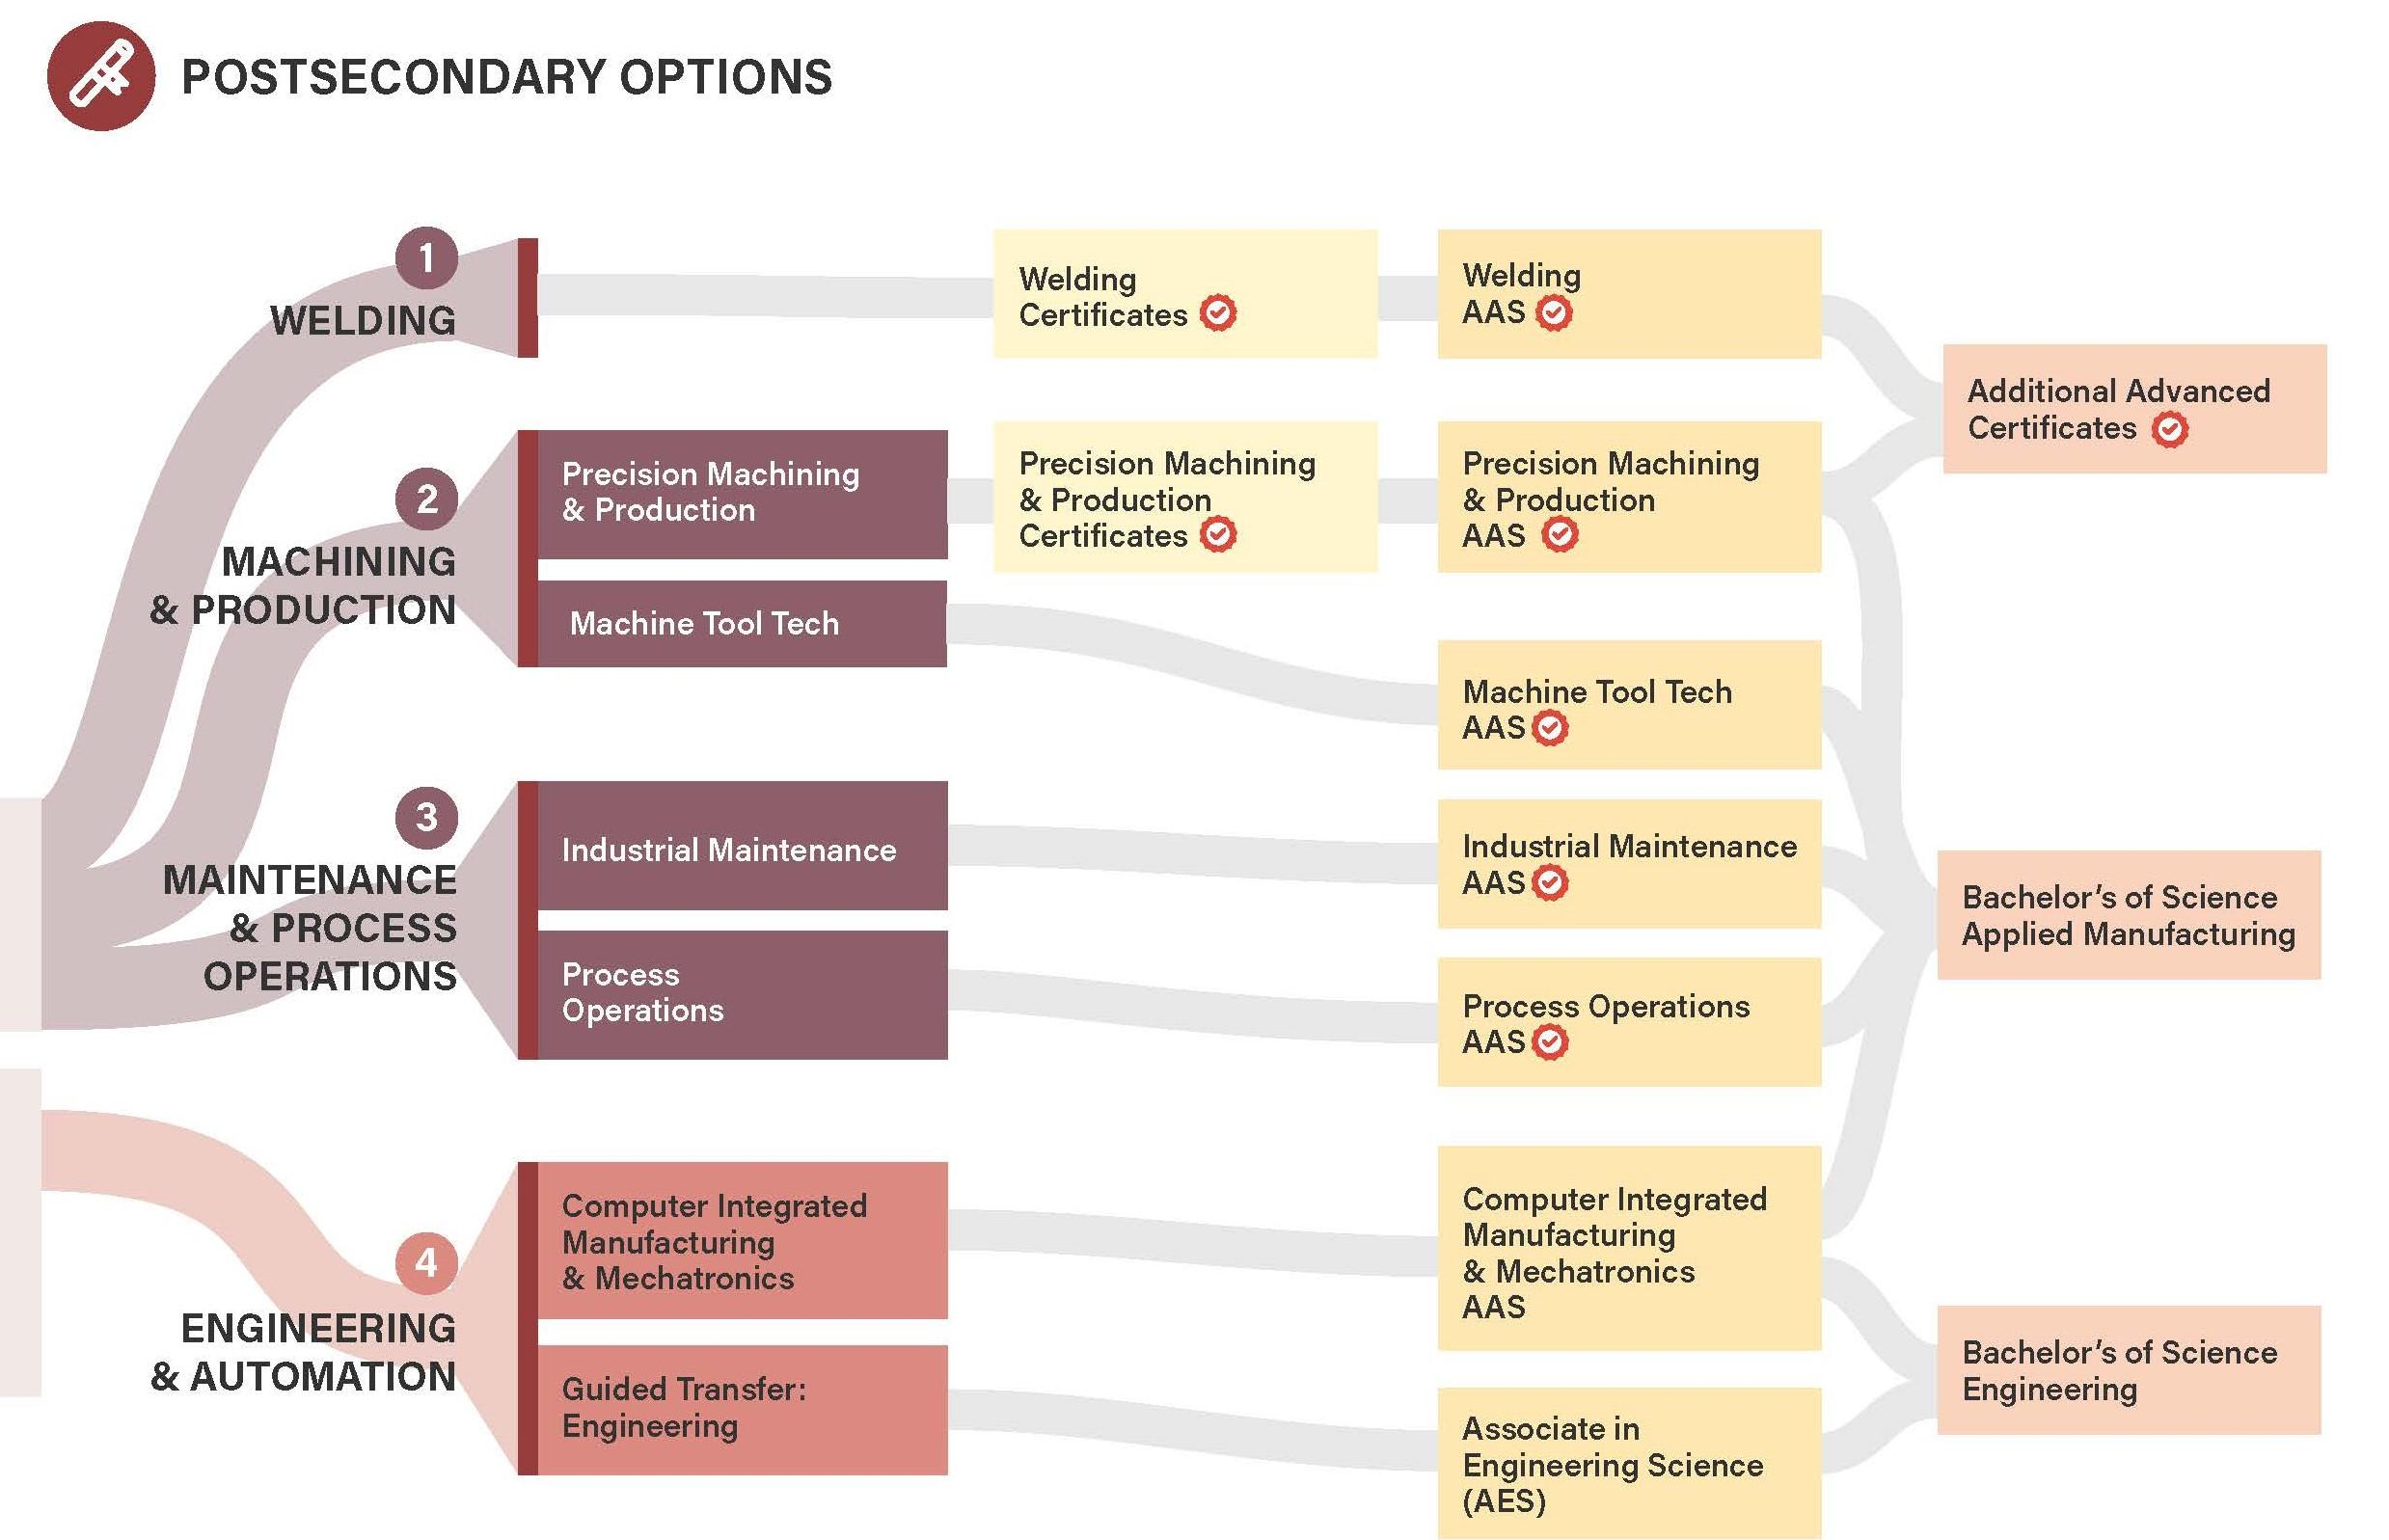 POSTSECONDARY OPTIONS
1
WELDING
Welding
Certificates
Welding
AAS
Additional Advanced
Certificates
2
MACHINING
& PRODUCTION
Precision Machining
& Production
Precision Machining
& Production
Certificates
Precision Machining
& Production
AAS
Machine Tool Tech
Machine Tool Tech
AAS
3
MAINTENANCE
& PROCESS
OPERATIONS
Industrial Maintenance
Industrial Maintenance
AAS
Process
Operations
Process Operations
AAS
Bachelor’s of Science
Applied Manufacturing
4
ENGINEERING
& AUTOMATION
Computer Integrated
Manufacturing
& Mechatronics
Computer Integrated
Manufacturing
& Mechatronics
AAS
Guided Transfer:
Engineering
Associate in
Engineering Science
(AES)
Bachelor’s of Science
Engineering